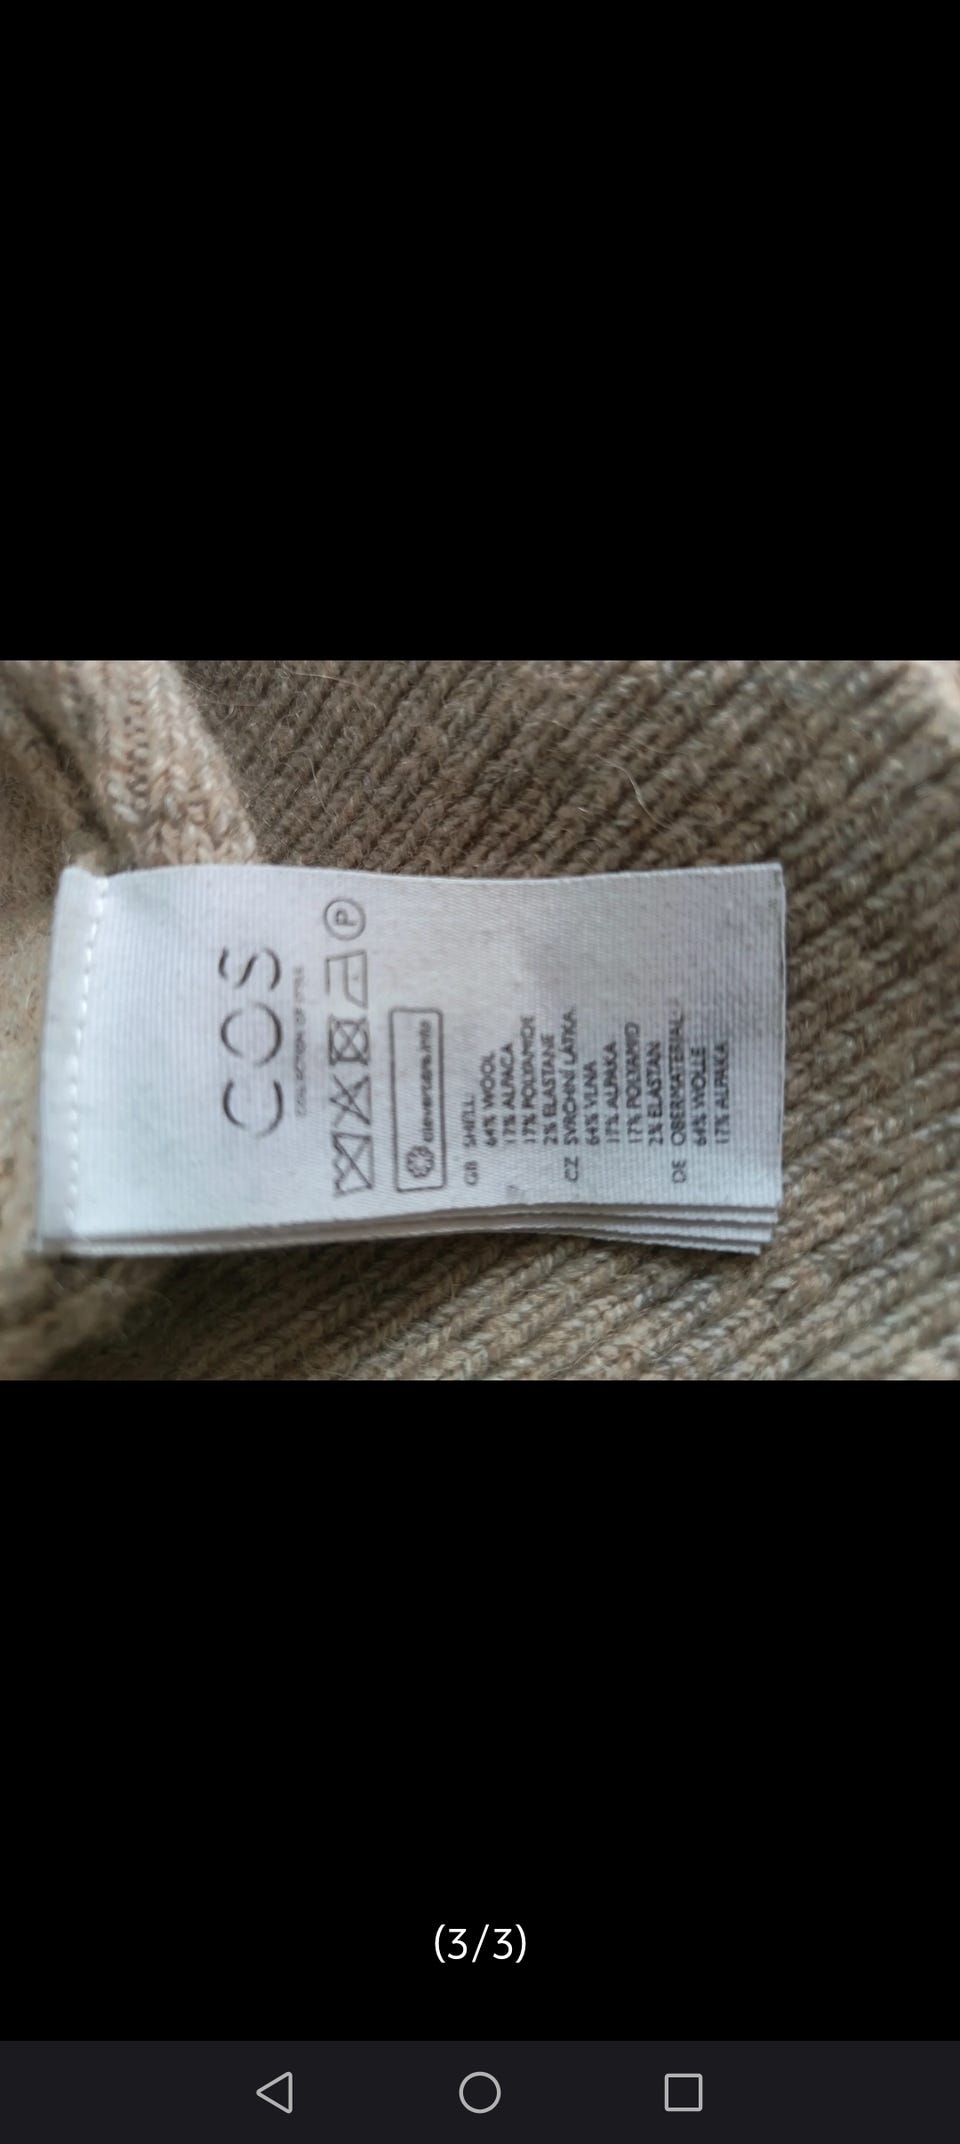 COS
COLLECTION OF STYLE
P
clevercare.info
GB SHELL
64% WOOL
17% ALPACA
17% POLYAMIDE
2% ELASTANE
CZ SVRCHNÍ LÁTKA
64% VLNA
17% ALPAKA
17% POLYAMID
2% ELASTAN
DE OBERMATERIAL
64% WOLLE
17% ALPAKA
(3/3)